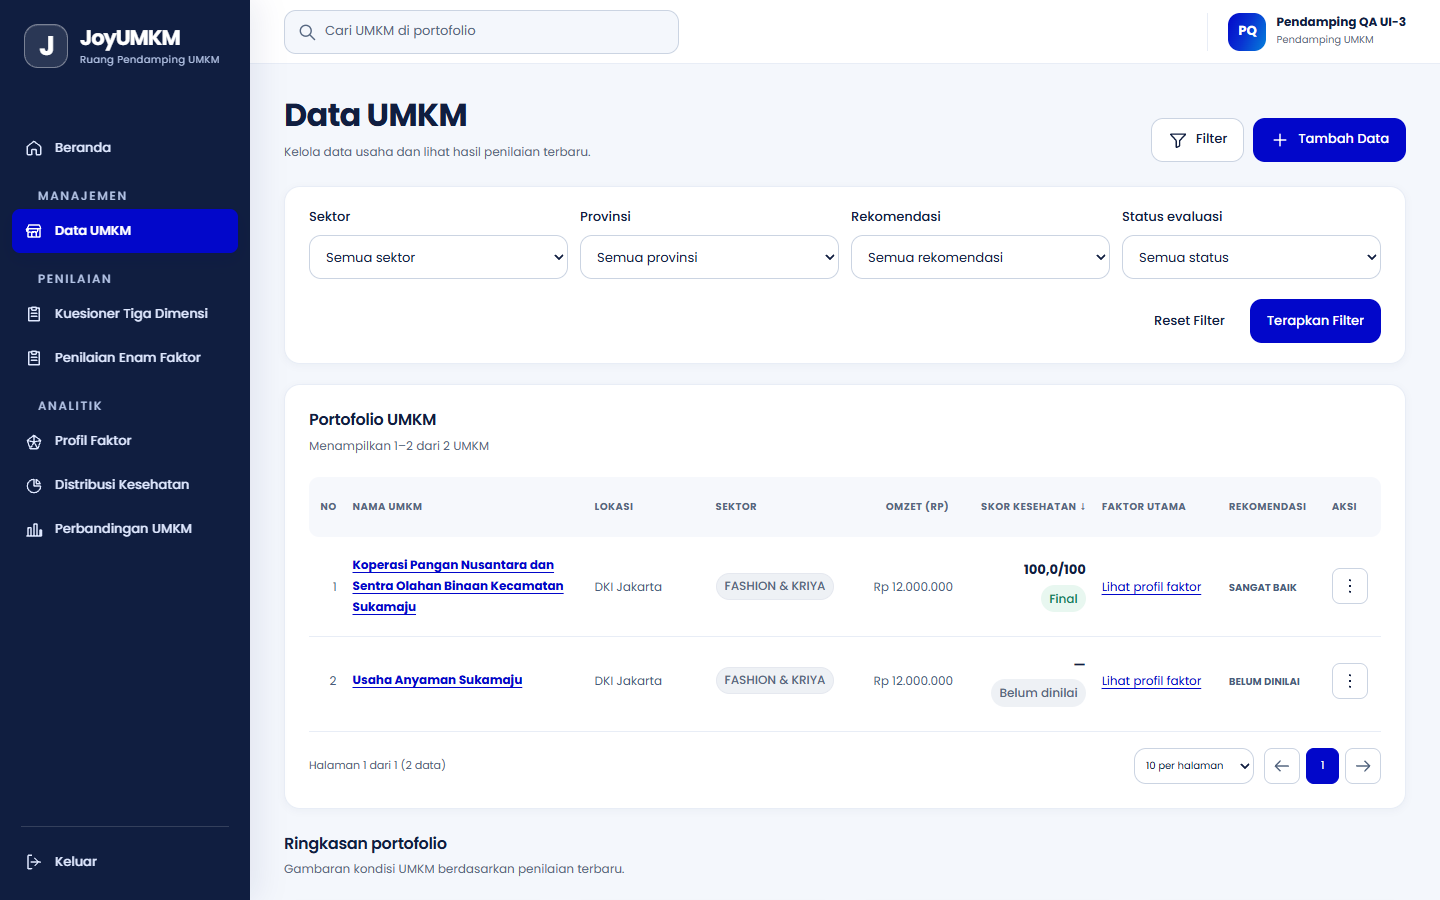 J
JoyUMKM
Ruang Pendamping UMKM
Beranda
MANAJEMEN
Data UMKM
PENILAIAN
Kuesioner Tiga Dimensi
Penilaian Enam Faktor
ANALITIK
Profil Faktor
Distribusi Kesehatan
Perbandingan UMKM
Keluar
Cari UMKM di portofolio
PQ
Pendamping QA UI-3
Pendamping UMKM
Data UMKM
Kelola data usaha dan lihat hasil penilaian terbaru.
Filter
Tambah Data
Sektor Provinsi Rekomendasi Status evaluasi
Semua sektor Semua provinsi Semua rekomendasi Semua status
Reset Filter Terapkan Filter
Portofolio UMKM
Menampilkan 1–2 dari 2 UMKM
NO NAMA UMKM LOKASI SEKTOR OMZET (RP) SKOR KESEHATAN ↓ FAKTOR UTAMA REKOMENDASI AKSI
1 Koperasi Pangan Nusantara dan
Sentra Olahan Binaan Kecamatan
Sukamaju
DKI Jakarta FASHION & KRIYA Rp 12.000.000
100,0/100
Final
Lihat profil faktor SANGAT BAIK
2 Usaha Anyaman Sukamaju DKI Jakarta FASHION & KRIYA Rp 12.000.000
—
Belum dinilai
Lihat profil faktor BELUM DINILAI
Halaman 1 dari 1 (2 data)
10 per halaman
1
Ringkasan portofolio
Gambaran kondisi UMKM berdasarkan penilaian terbaru.